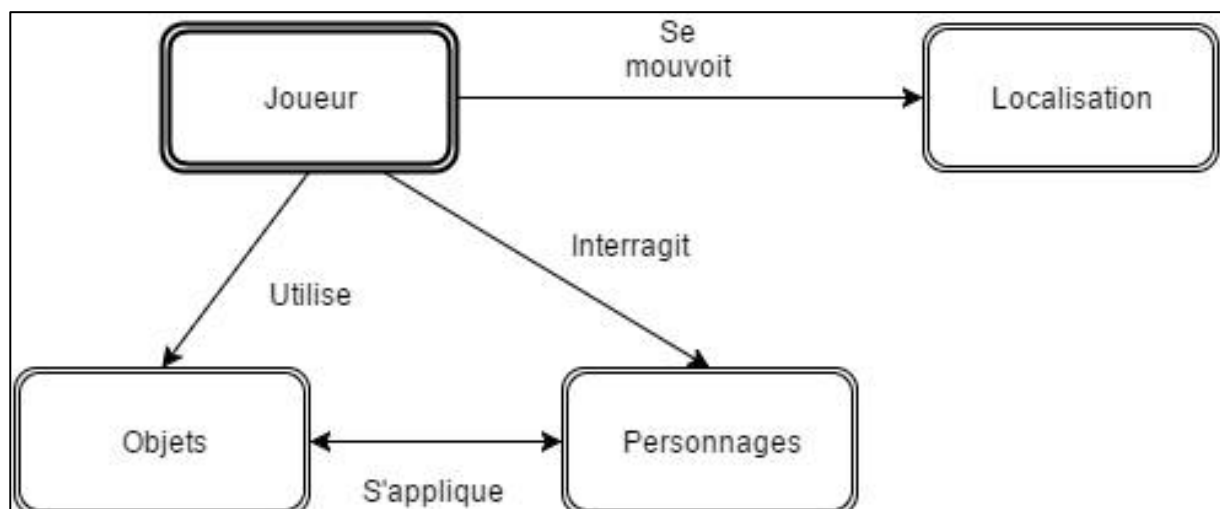 Se
mouvoit
Joueur
Localisation
Interragit
Utilise
Objets
Personnages
S'applique